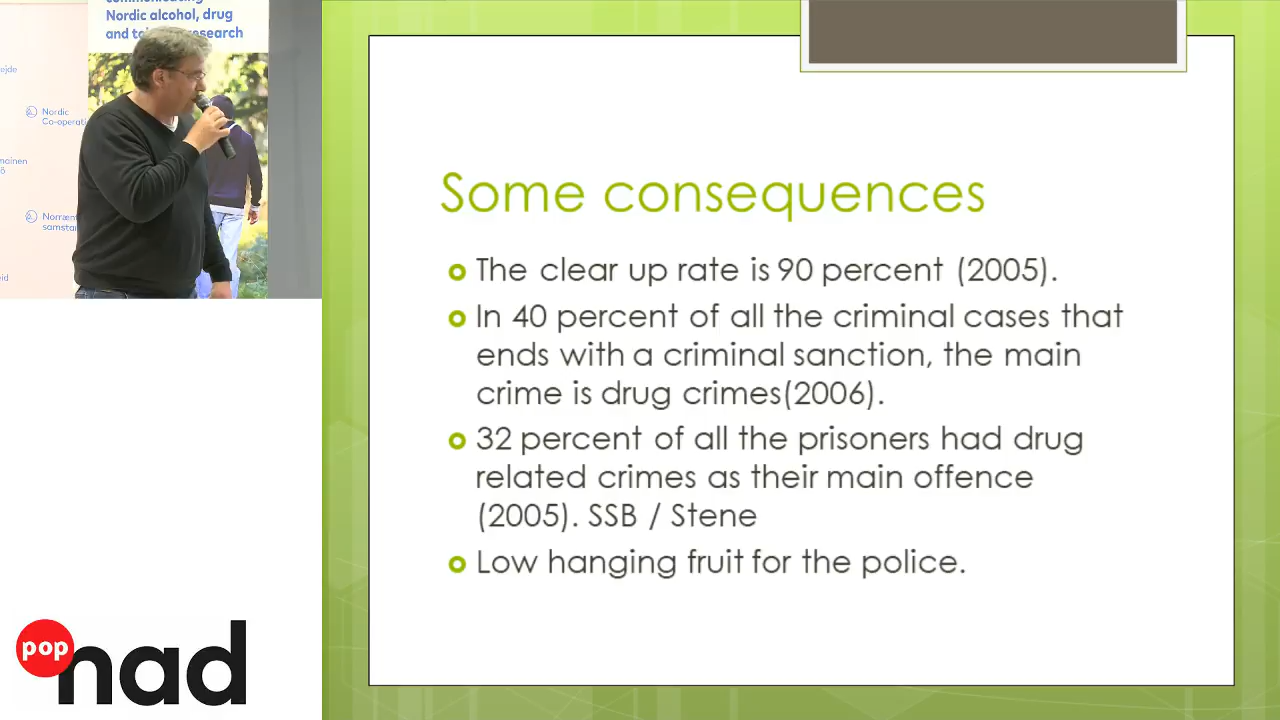 Nordic alcohol, drug
and research
Nordic
Co-operati
Norræn
samsta
pop
nad
Some consequences
The clear up rate is 90 percent (2005).
In 40 percent of all the criminal cases that
ends with a criminal sanction, the main
crime is drug crimes(2006).
32 percent of all the prisoners had drug
related crimes as their main offence
(2005). SSB / Stene
Low hanging fruit for the police.